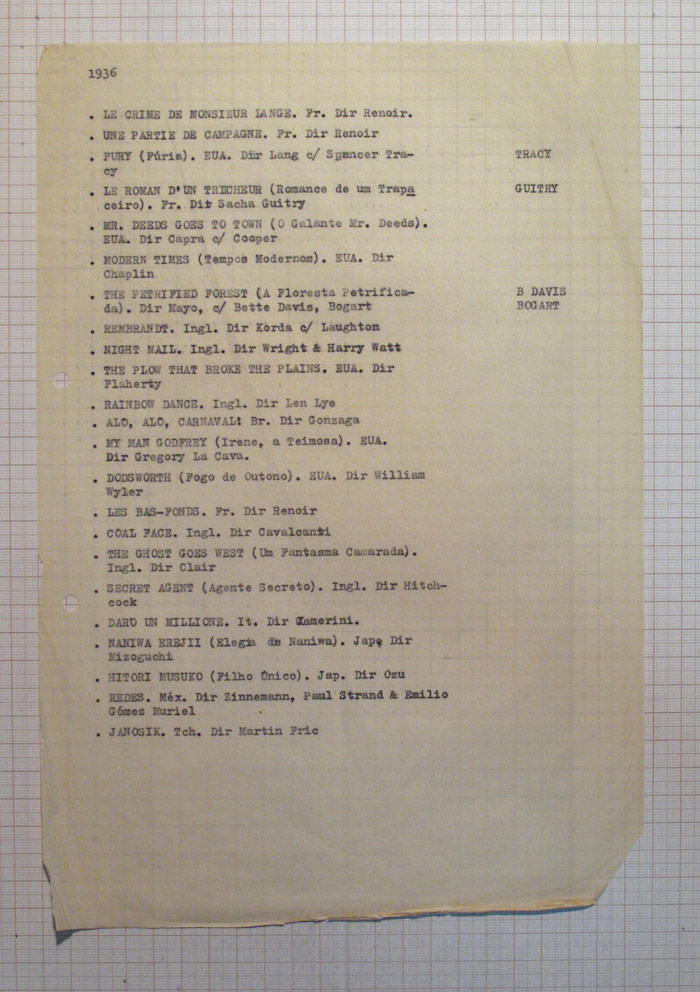 1936
. LE CRIME DE MONSIEUR LANGE. Fr. Dir Renoir.
. UNE PARTIE DE CAMPAGNE. Fr. Dir Renoir
. FURY (Fúria). EUA. Dir Lang c/ Spencer Tra- TRACY
cy
. LE ROMAN D'UN TRICHEUR (Romance de um Trapa GUITRY
ceiro). Fr. Dir Sacha Guitry
. MR. DEEDS GOES TO TOWN (O Galante Mr. Deeds).
EUA. Dir Capra c/ Cooper
. MODERN TIMES (Tempos Modernos). EUA. Dir
Chaplin
. THE PETRIFIED FOREST (A Floresta Petrifica- B DAVIS
da). Dir Mayo, c/ Bette Davis, Bogart BOGART
. REMBRANDT. Ingl. Dir Korda c/ Laughton
. NIGHT MAIL. Ingl. Dir Wright & Harry Watt
. THE PLOW THAT BROKE THE PLAINS. EUA. Dir
Flaherty
. RAINBOW DANCE. Ingl. Dir Len Lye
. ALO, ALO, CARNAVAL! Br. Dir Gonzaga
. MY MAN GODFREY (Irene, a Teimosa). EUA.
Dir Gregory La Cava.
. DODSWORTH (Fogo de Outono). EUA. Dir William
Wyler
. LES BAS-FONDS. Fr. Dir Renoir
. COAL FACE. Ingl. Dir Cavalcanti
. THE GHOST GOES WEST (Um Fantasma Camarada).
Ingl. Dir Clair
. SECRET AGENT (Agente Secreto). Ingl. Dir Hitch-
cock
. DARÒ UN MILLIONE. It. Dir Camerini.
. NANIWA EREJII (Elegia de Naniwa). Jap. Dir
Mizoguchi
. HITORI MUSUKO (Filho Único). Jap. Dir Ozu
. REDES. Méx. Dir Zinnemann, Paul Strand & Emilio
Gómez Muriel
. JANOSIK. Tch. Dir Martin Fric